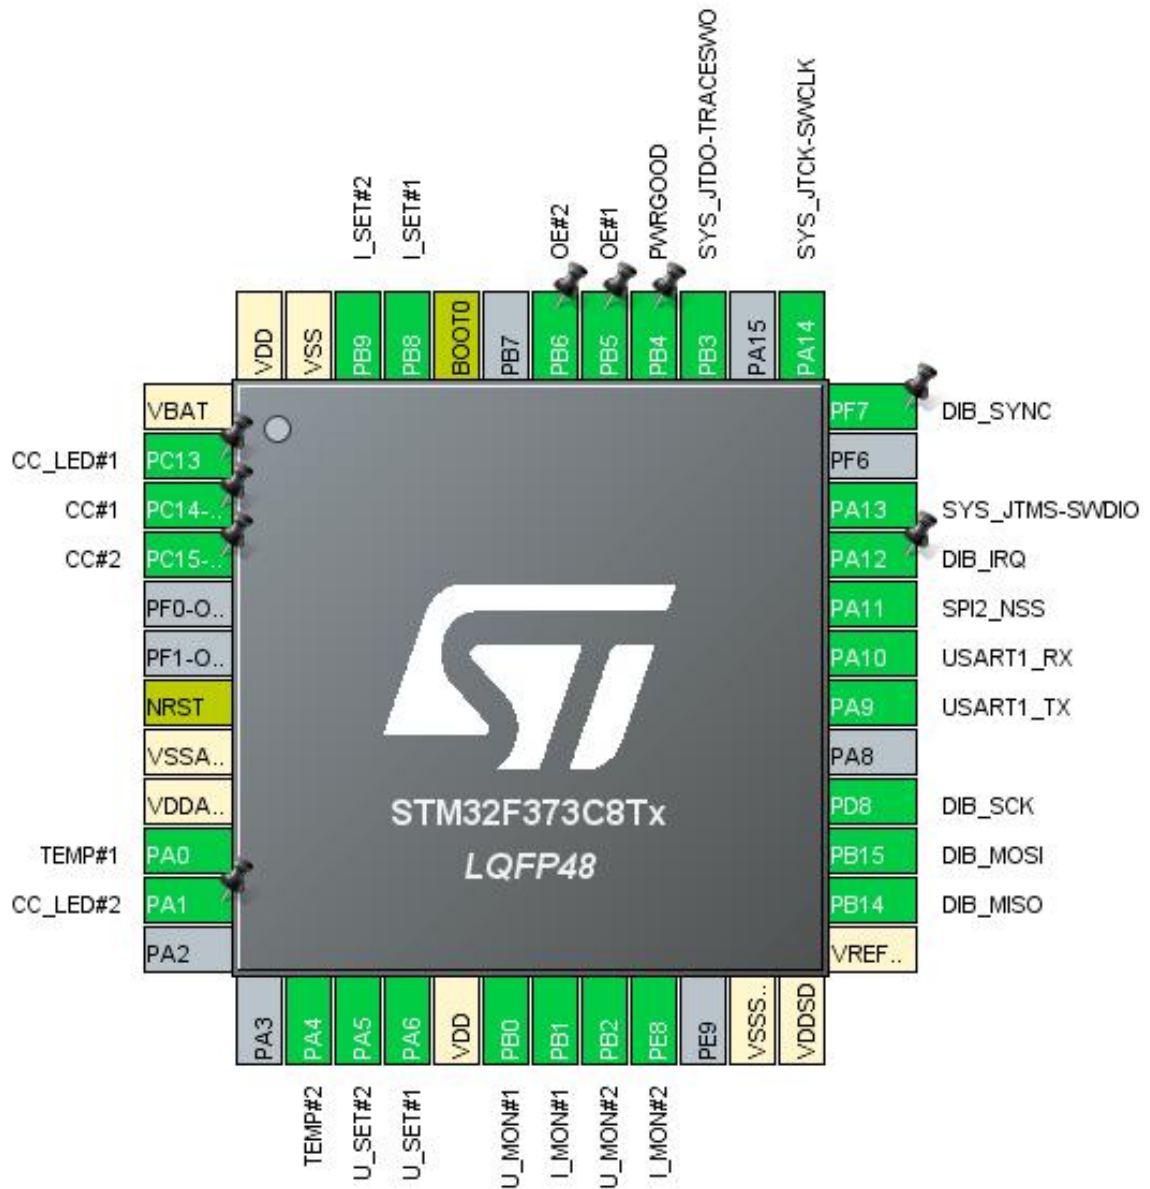 I_SET#2
I_SET#1
OE#2
OE#1
PWRGOOD
SYS_JTDO-TRACESWO
SYS_JTCK-SWCLK
VDD
VSS
PB9
PB8
BOOT0
PB7
PB6
PB5
PB4
PB3
PA15
PA14
VBAT
CC_LED#1 PC13
CC#1 PC14-..
CC#2 PC15-..
PF0-O..
PF1-O..
NRST
VSSA..
VDDA..
TEMP#1 PA0
CC_LED#2 PA1
PA2
PF7 DIB_SYNC
PF6
PA13 SYS_JTMS-SWDIO
PA12 DIB_IRQ
PA11 SPI2_NSS
PA10 USART1_RX
PA9 USART1_TX
PA8
PD8 DIB_SCK
PB15 DIB_MOSI
PB14 DIB_MISO
VREF..
ST
STM32F373C8Tx
LQFP48
PA3
PA4
PA5
PA6
VDD
PB0
PB1
PB2
PE8
PE9
VSSS..
VDDSD
TEMP#2
U_SET#2
U_SET#1
U_MON#1
I_MON#1
U_MON#2
I_MON#2